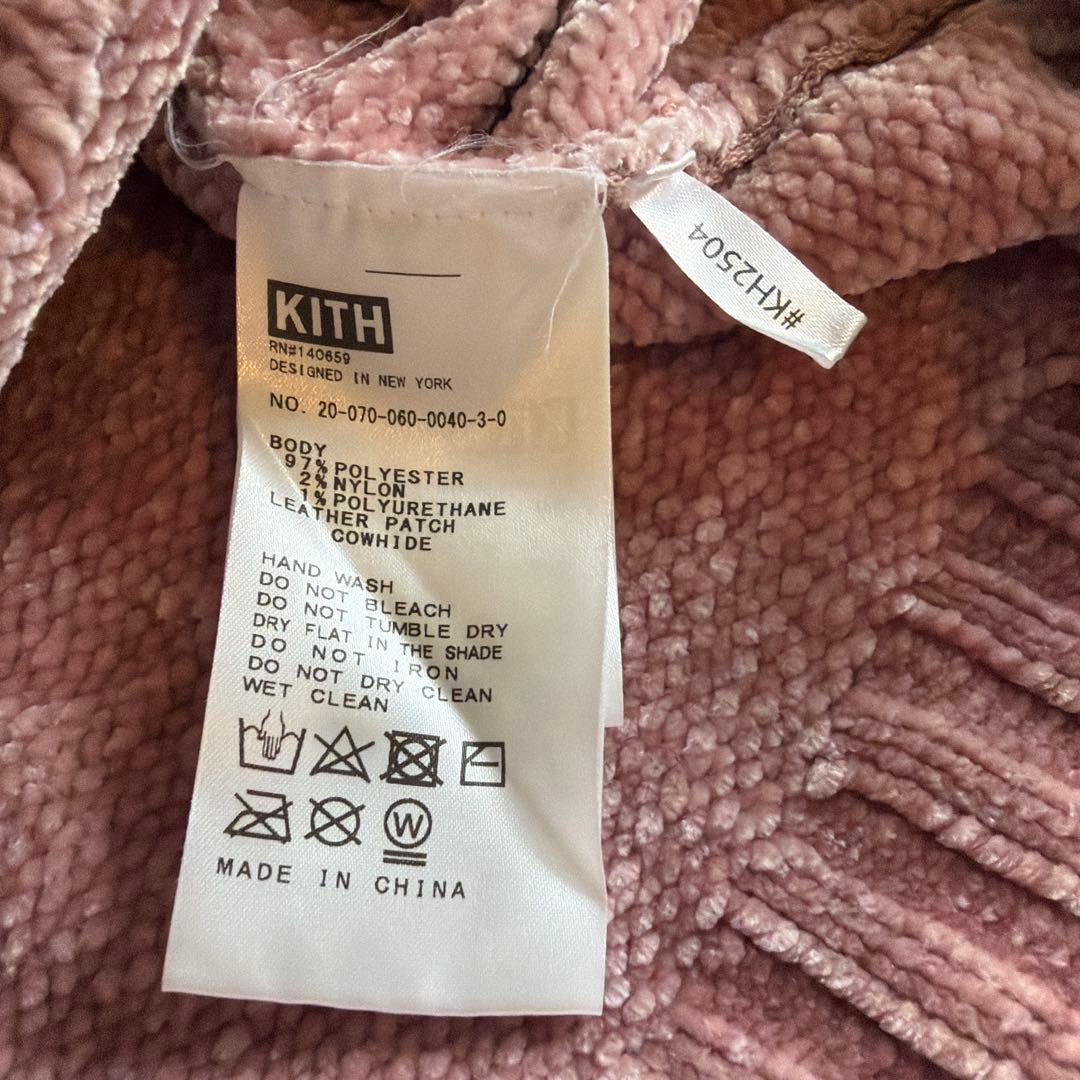 KITH
RN#140659
DESIGNED IN NEW YORK
NO. 20-070-060-0040-3-0
BODY
97% POLYESTER
2% NYLON
1% POLYURETHANE
LEATHER PATCH
COWHIDE
HAND WASH
DO NOT BLEACH
DO NOT TUMBLE DRY
DRY FLAT IN THE SHADE
DO NOT IRON
DO NOT DRY CLEAN
WET CLEAN
W
MADE IN CHINA
#KH2504